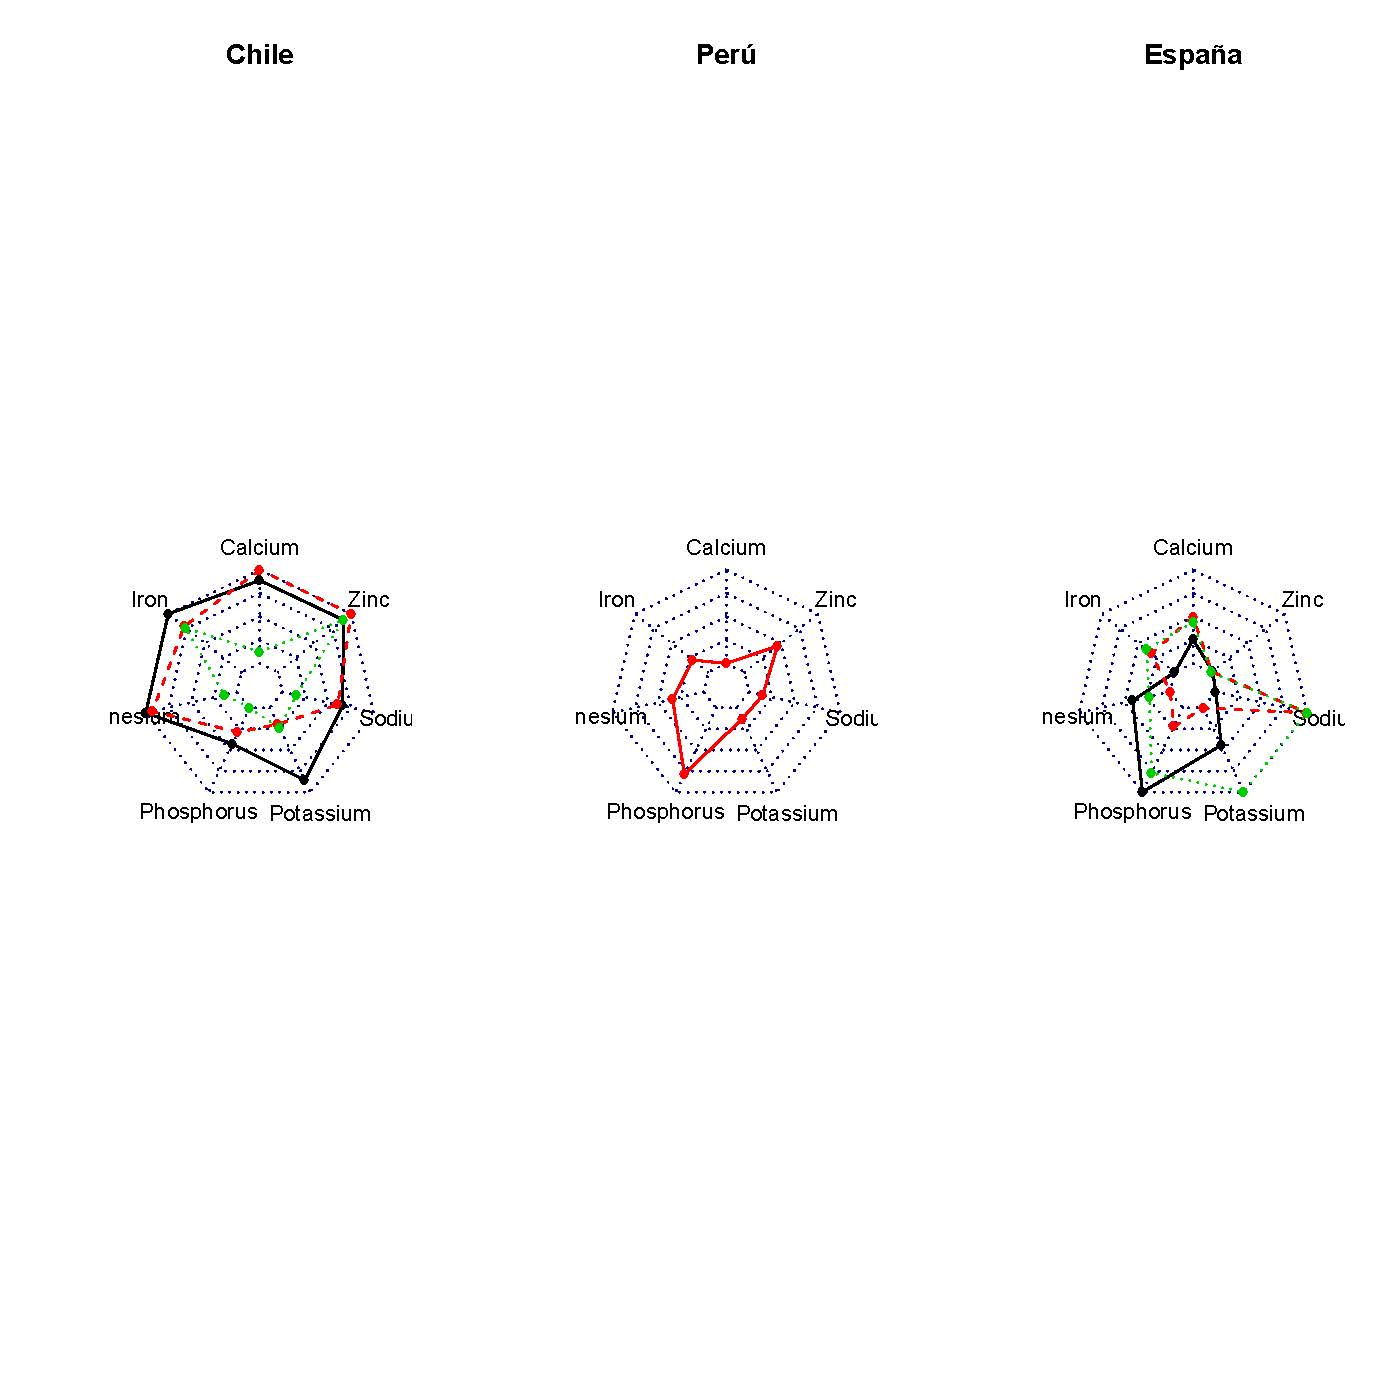 Chile
Perú
España
Calcium
Iron
Zinc
nesium
Sodiu
Phosphorus
Potassium
Calcium
Iron
Zinc
nesium
Sodiu
Phosphorus
Potassium
Calcium
Iron
Zinc
nesium
Sodiu
Phosphorus
Potassium